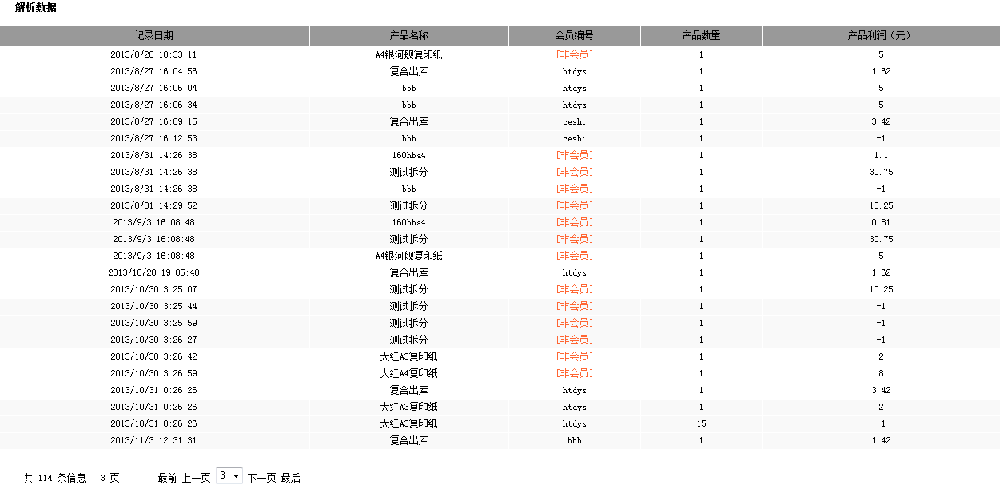 解析数据
记录日期 产品名称 会员编号 产品数量 产品利润（元）
2013/8/20 18:33:11 A4银河舰复印纸 [非会员] 1 5
2013/8/27 16:04:56 复合出库 htdys 1 1.62
2013/8/27 16:06:04 bbb htdys 1 5
2013/8/27 16:06:34 bbb htdys 1 5
2013/8/27 16:09:15 复合出库 ceshi 1 3.42
2013/8/27 16:12:53 bbb ceshi 1 -1
2013/8/31 14:26:38 160hba4 [非会员] 1 1.1
2013/8/31 14:26:38 测试拆分 [非会员] 1 30.75
2013/8/31 14:26:38 bbb [非会员] 1 -1
2013/8/31 14:29:52 测试拆分 [非会员] 1 10.25
2013/9/3 16:08:48 160hba4 [非会员] 1 0.81
2013/9/3 16:08:48 测试拆分 [非会员] 1 30.75
2013/9/3 16:08:48 A4银河舰复印纸 [非会员] 1 5
2013/10/20 19:05:48 复合出库 htdys 1 1.62
2013/10/30 3:25:07 测试拆分 [非会员] 1 10.25
2013/10/30 3:25:44 测试拆分 [非会员] 1 -1
2013/10/30 3:25:59 测试拆分 [非会员] 1 -1
2013/10/30 3:26:27 测试拆分 [非会员] 1 -1
2013/10/30 3:26:42 大红A3复印纸 [非会员] 1 2
2013/10/30 3:26:59 大红A4复印纸 [非会员] 1 8
2013/10/31 0:26:26 复合出库 htdys 1 3.42
2013/10/31 0:26:26 大红A3复印纸 htdys 1 2
2013/10/31 0:26:26 大红A3复印纸 htdys 15 -1
2013/11/3 12:31:31 复合出库 hhh 1 1.42
共 114 条信息 3 页 最前 上一页 3 下一页 最后